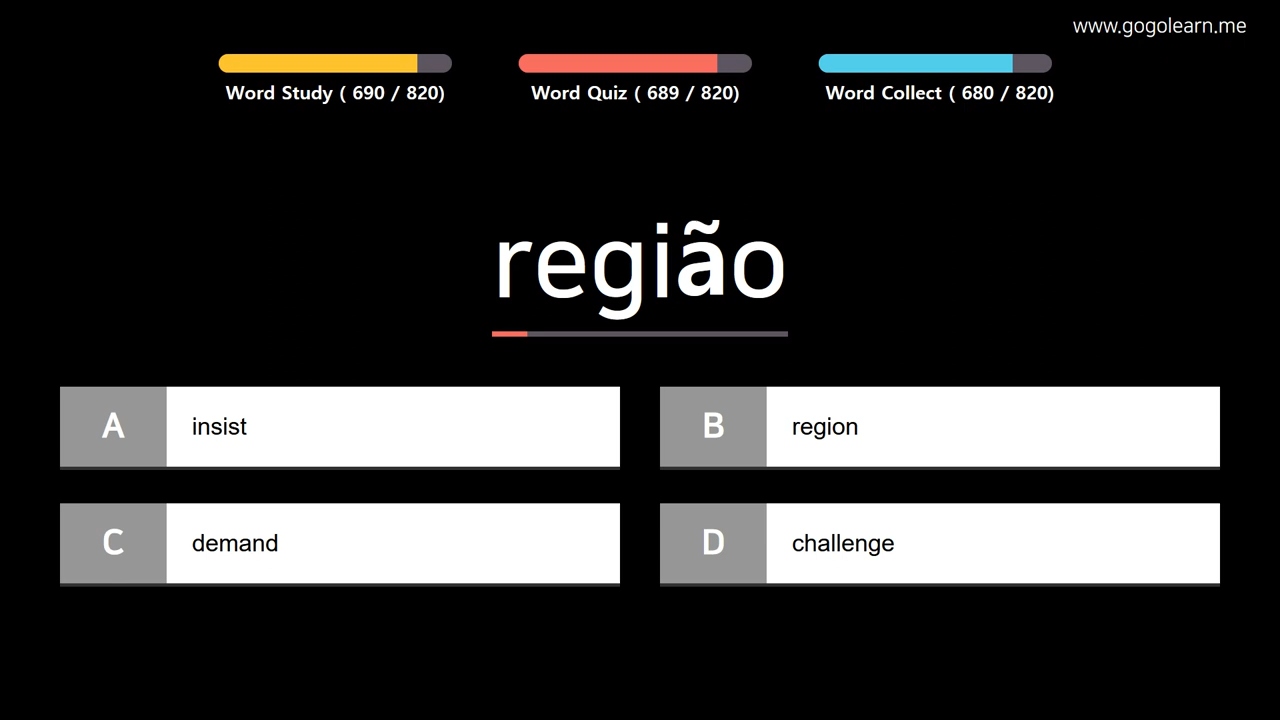 www.gogolearn.me
Word Study ( 690 / 820)
Word Quiz ( 689 / 820)
Word Collect ( 680 / 820)
região
A insist
B region
C demand
D challenge